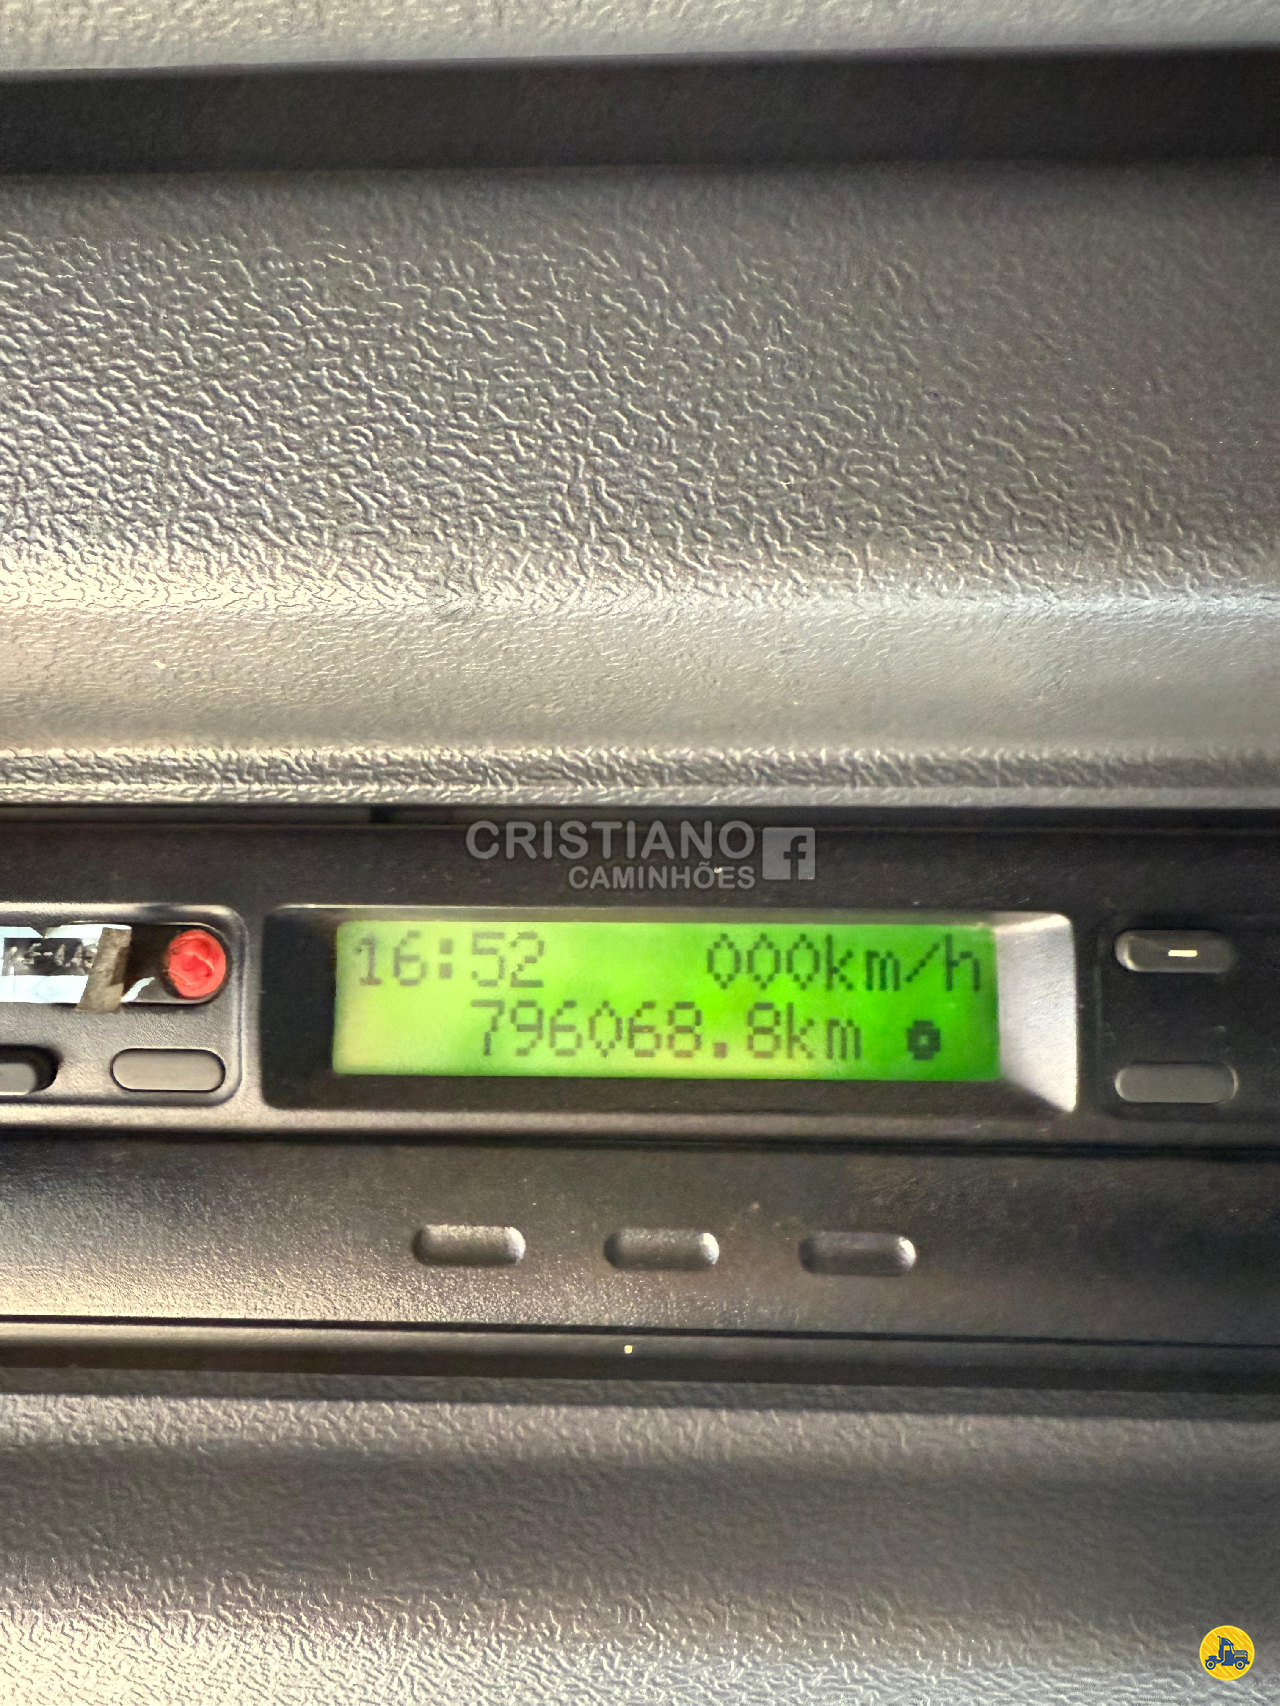 CRISTIANO
CAMINHÕES
16:52 000km/h
796068.8km